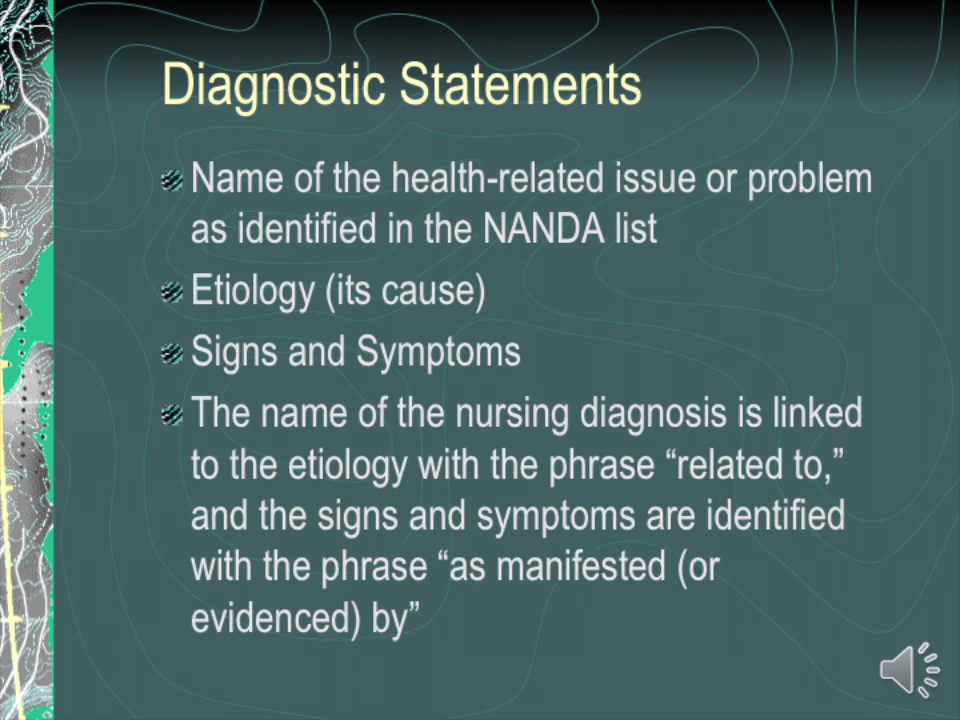 Diagnostic Statements
Name of the health-related issue or problem
as identified in the NANDA list
Etiology (its cause)
Signs and Symptoms
The name of the nursing diagnosis is linked
to the etiology with the phrase “related to,”
and the signs and symptoms are identified
with the phrase “as manifested (or
evidenced) by”